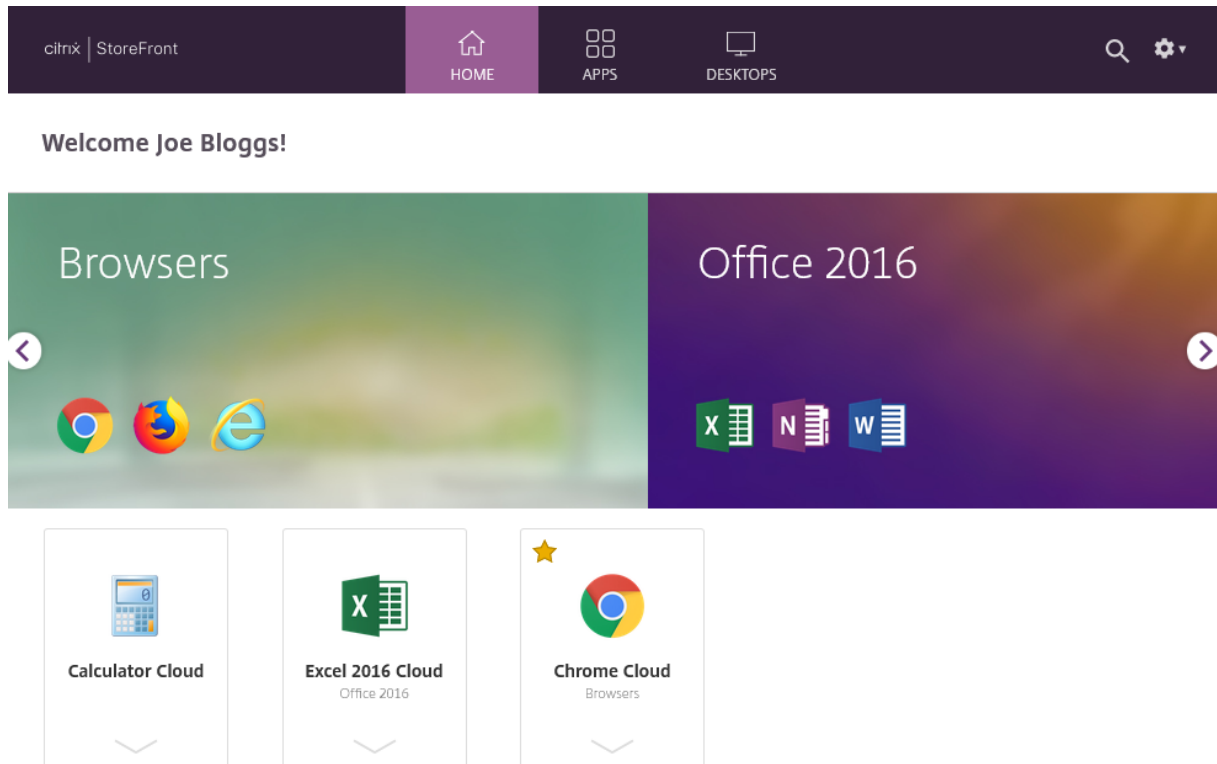 citrix | StoreFront
HOME
APPS
DESKTOPS
Welcome Joe Bloggs!
Browsers
Office 2016
X
N
W
0
X
Calculator Cloud
Excel 2016 Cloud
Chrome Cloud
Office 2016
Browsers